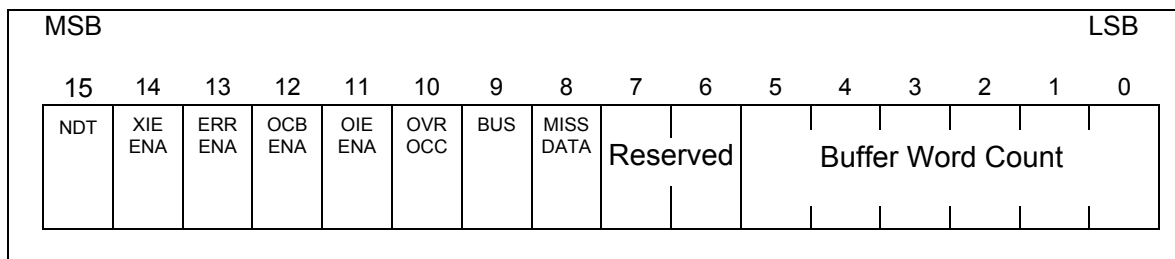 MSB LSB
15 14 13 12 11 10 9 8 7 6 5 4 3 2 1 0
NDT XIE ERR OCB OIE OVR BUS MISS
ENA ENA ENA ENA OCC DATA
Reserved Buffer Word Count